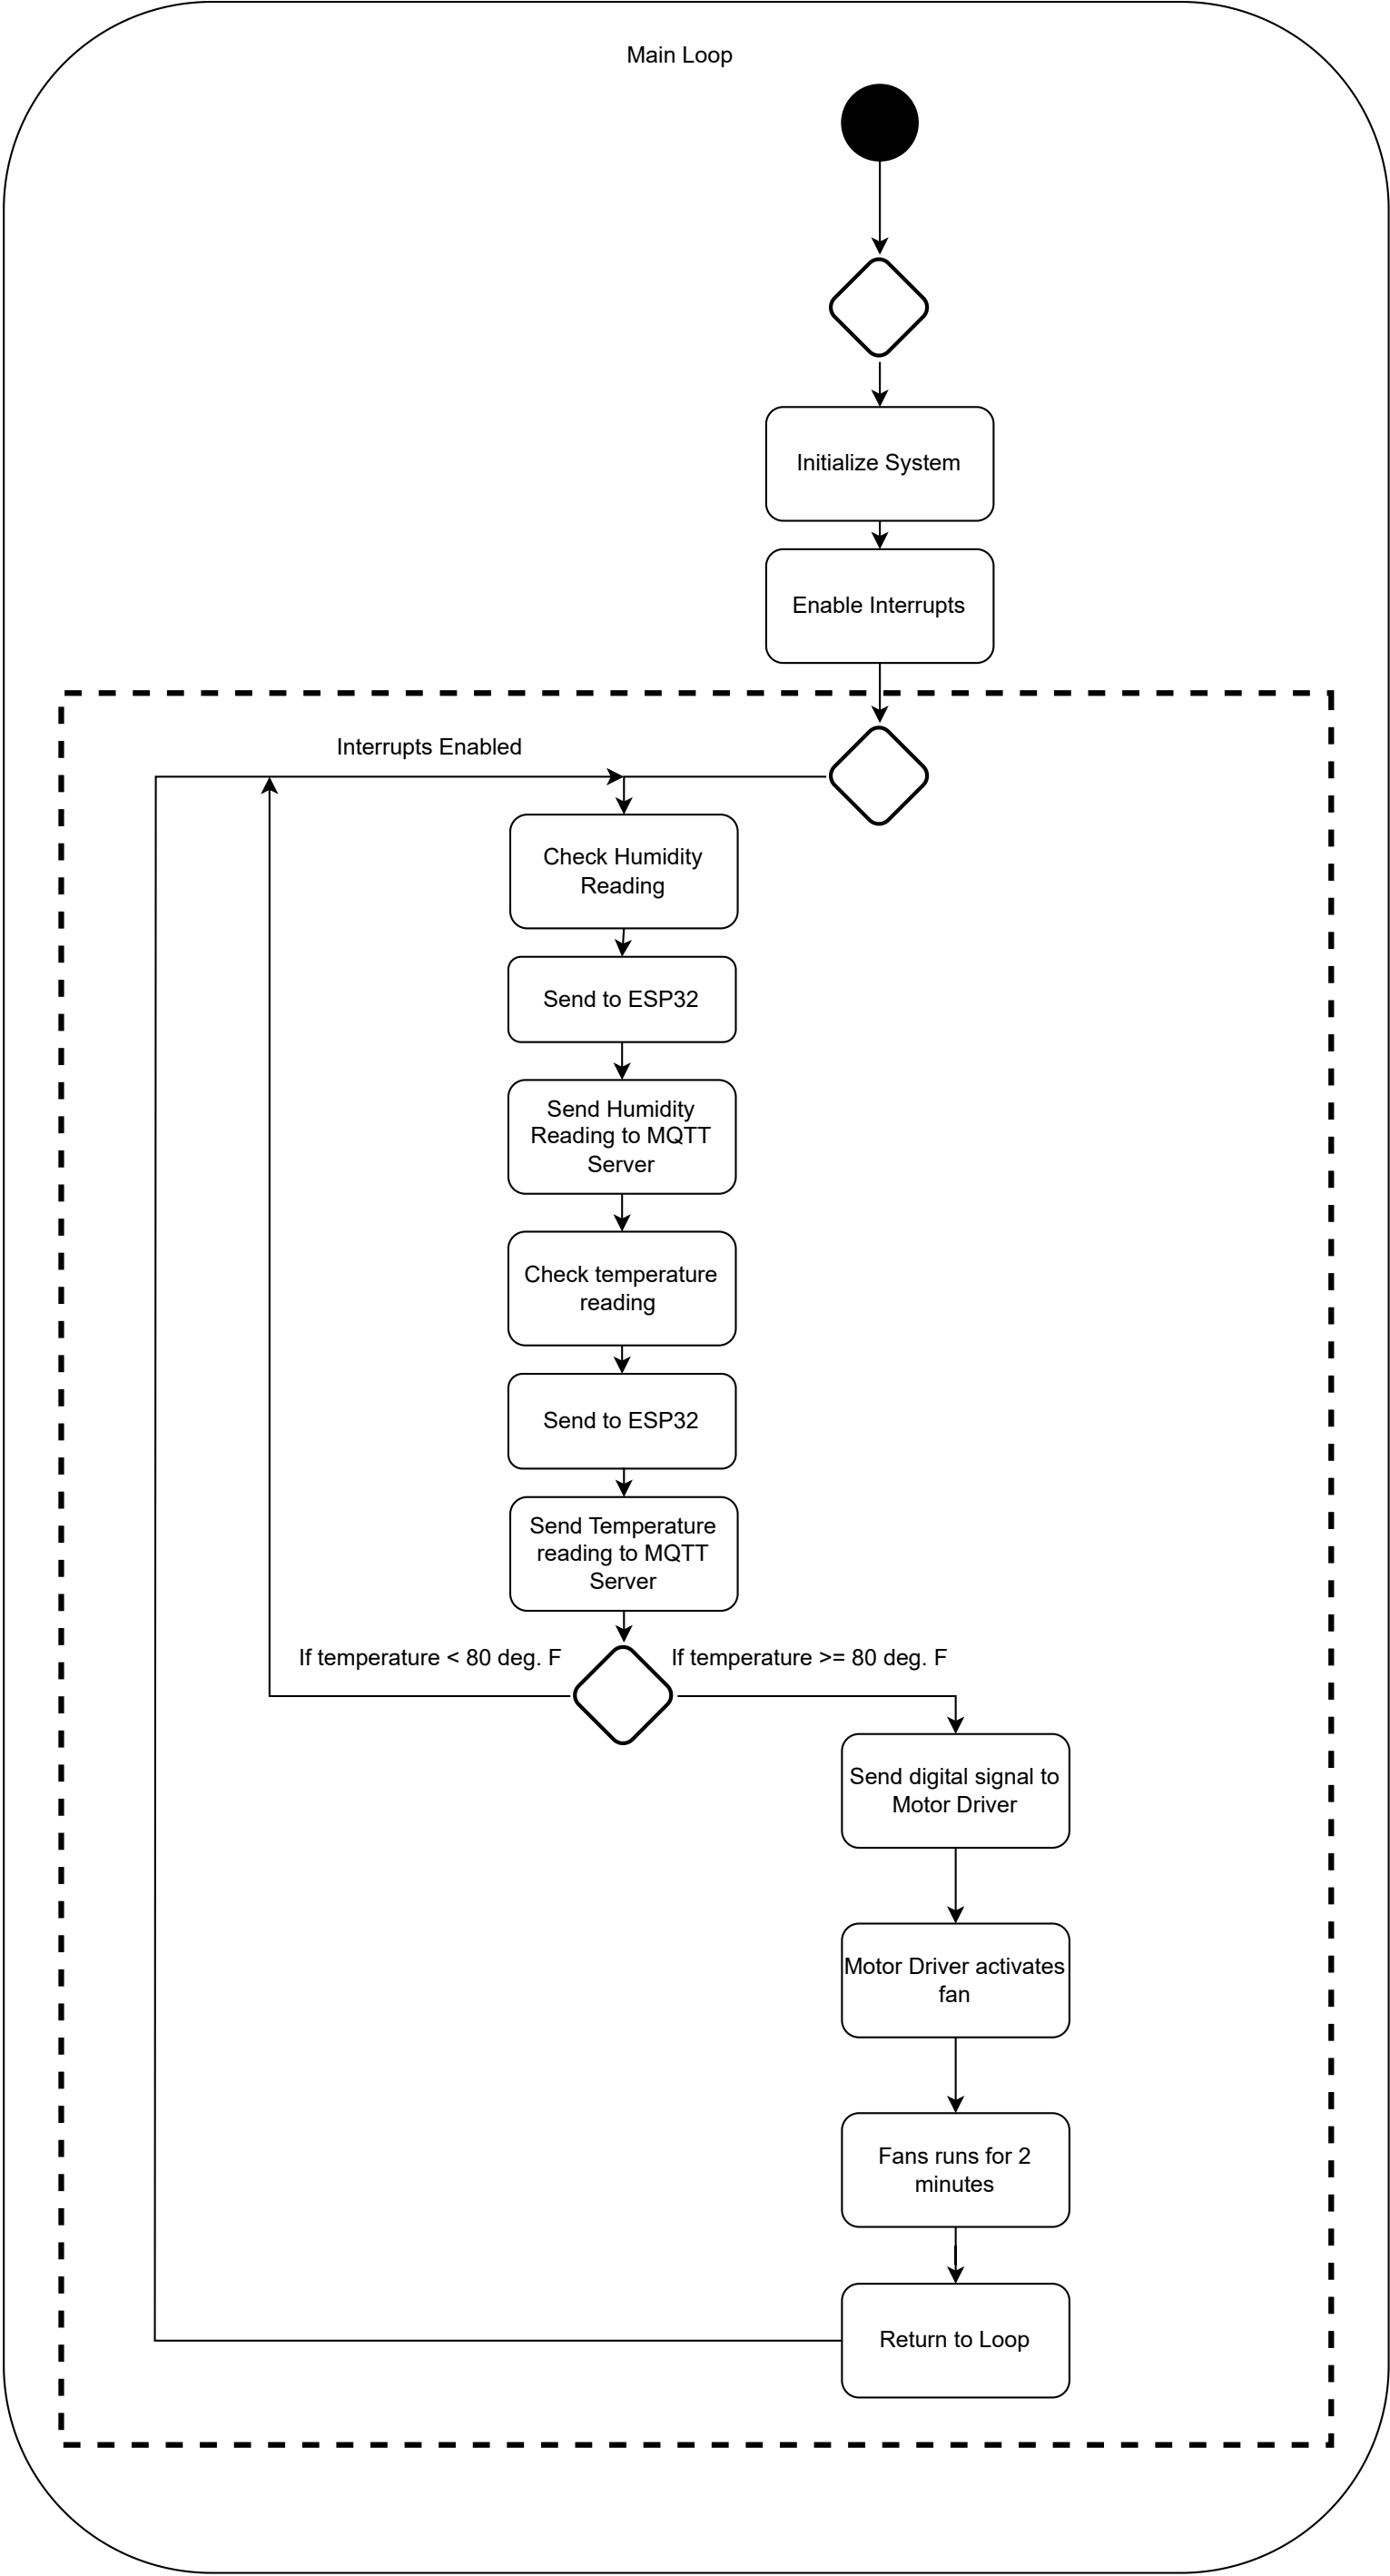 Main Loop
Initialize System
Enable Interrupts
Interrupts Enabled
Check Humidity
Reading
Send to ESP32
Send Humidity
Reading to MQTT
Server
Check temperature
reading
Send to ESP32
Send Temperature
reading to MQTT
Server
If temperature < 80 deg. F
If temperature >= 80 deg. F
Send digital signal to
Motor Driver
Motor Driver activates
fan
Fans runs for 2
minutes
Return to Loop